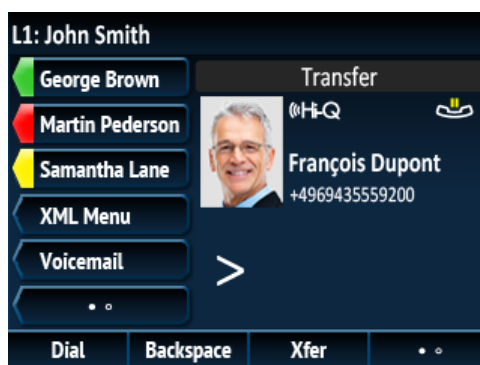 L1: John Smith
George Brown
Martin Pederson
Samantha Lane
XML Menu
Voicemail
Transfer
Hi-Q
François Dupont
+4969435559200
>
Dial Backspace Xfer